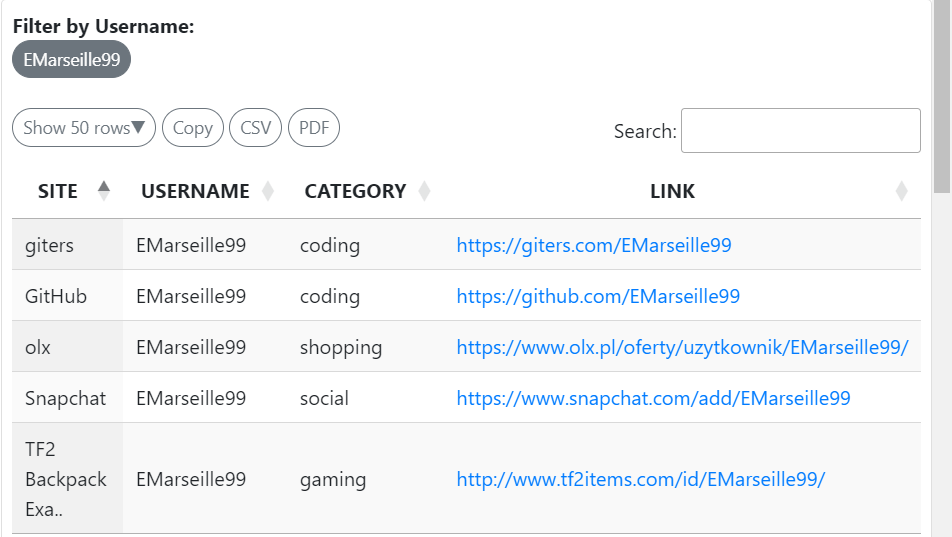 Filter by Username:
EMarseille99
Show 50 rows▼ Copy CSV PDF Search:
SITE USERNAME CATEGORY LINK
giters EMarseille99 coding https://giters.com/EMarseille99
GitHub EMarseille99 coding https://github.com/EMarseille99
olx EMarseille99 shopping https://www.olx.pl/oferty/uzytkownik/EMarseille99/
Snapchat EMarseille99 social https://www.snapchat.com/add/EMarseille99
TF2
Backpack EMarseille99 gaming http://www.tf2items.com/id/EMarseille99/
Exa..